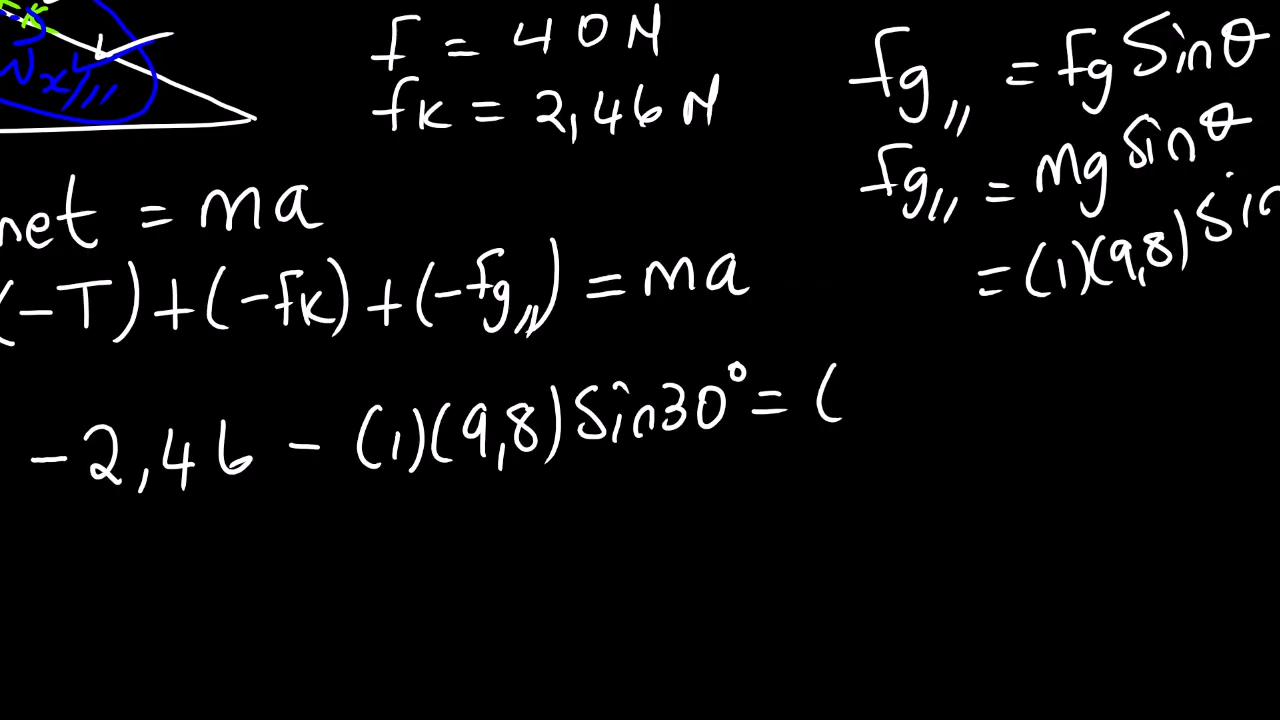 f = 40 N
fk = 2,46 N
fg// = fg Sinθ
fg// = mg sinθ
= (1)(9,8) sin
net = ma
(-T) + (-fk) + (-fg//) = ma
-2,46 - (1)(9,8) Sin30° = (